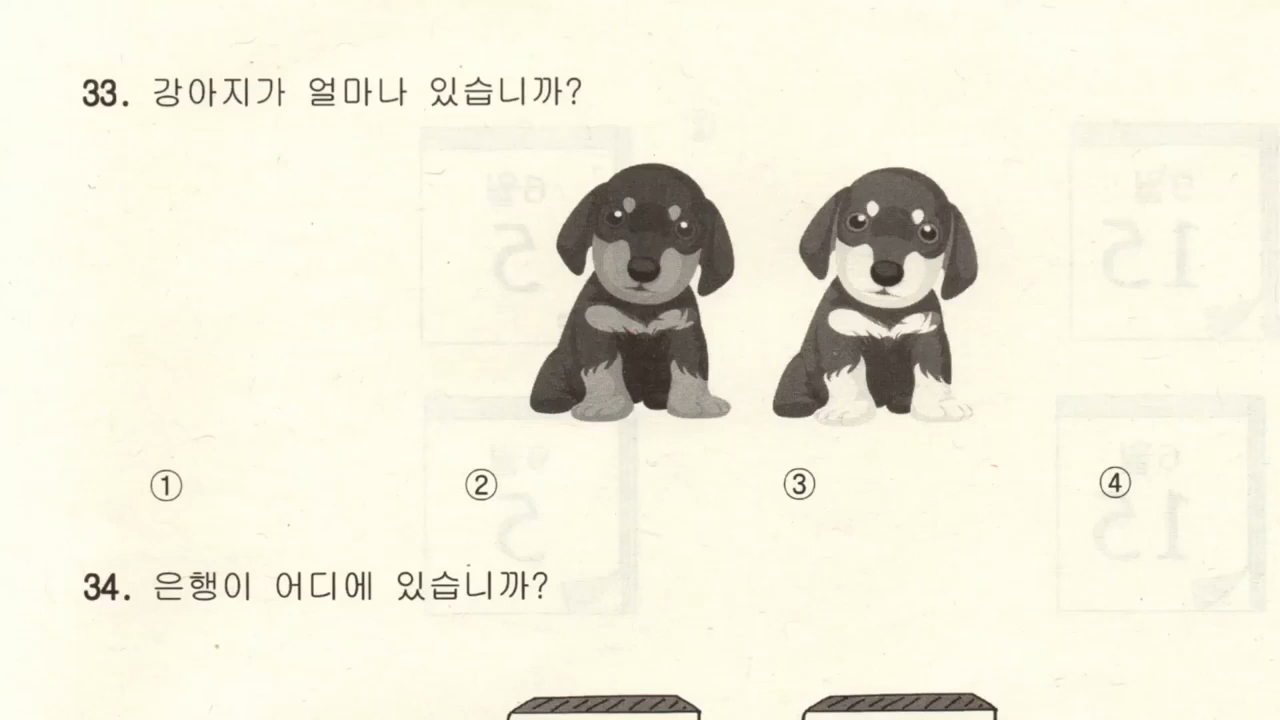 33. 강아지가 얼마나 있습니까?
① ② ③ ④
34. 은행이 어디에 있습니까?